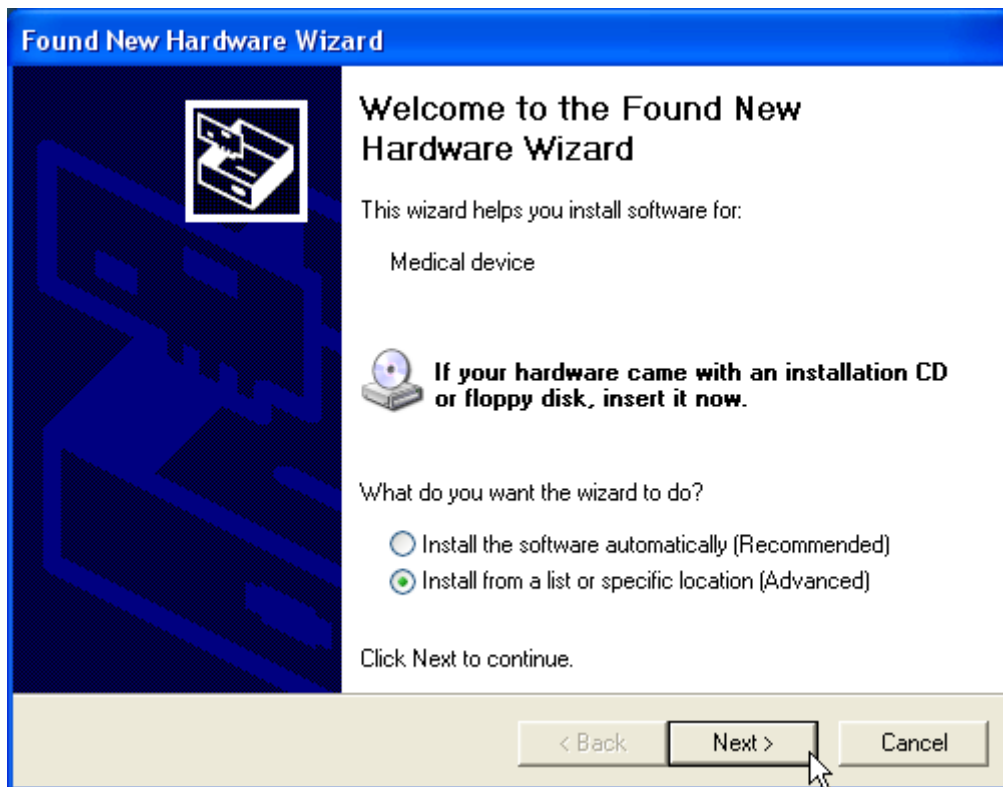 Found New Hardware Wizard
Welcome to the Found New
Hardware Wizard
This wizard helps you install software for:
Medical device
If your hardware came with an installation CD
or floppy disk, insert it now.
What do you want the wizard to do?
Install the software automatically (Recommended)
Install from a list or specific location (Advanced)
Click Next to continue.
< Back
Next >
Cancel